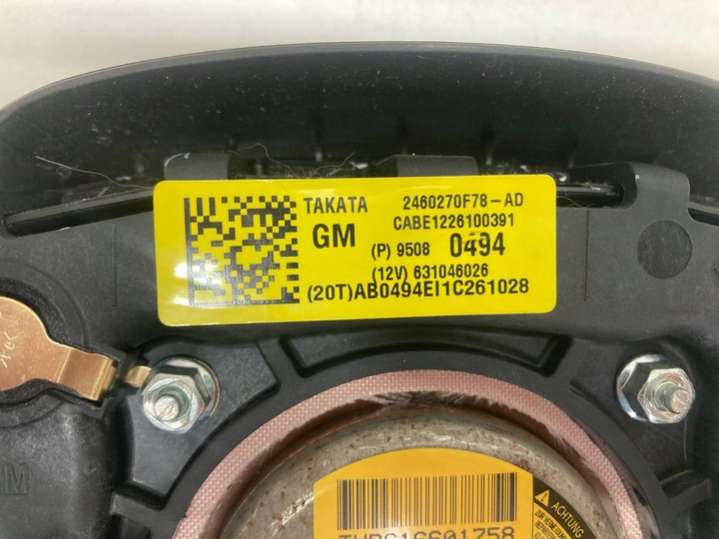 TAKATA 2460270F78-AD
CABE1226100391
GM (P) 9508 0494
(12V) 631046026
(20T)AB0494EI1C261028
ACHTUNG
M